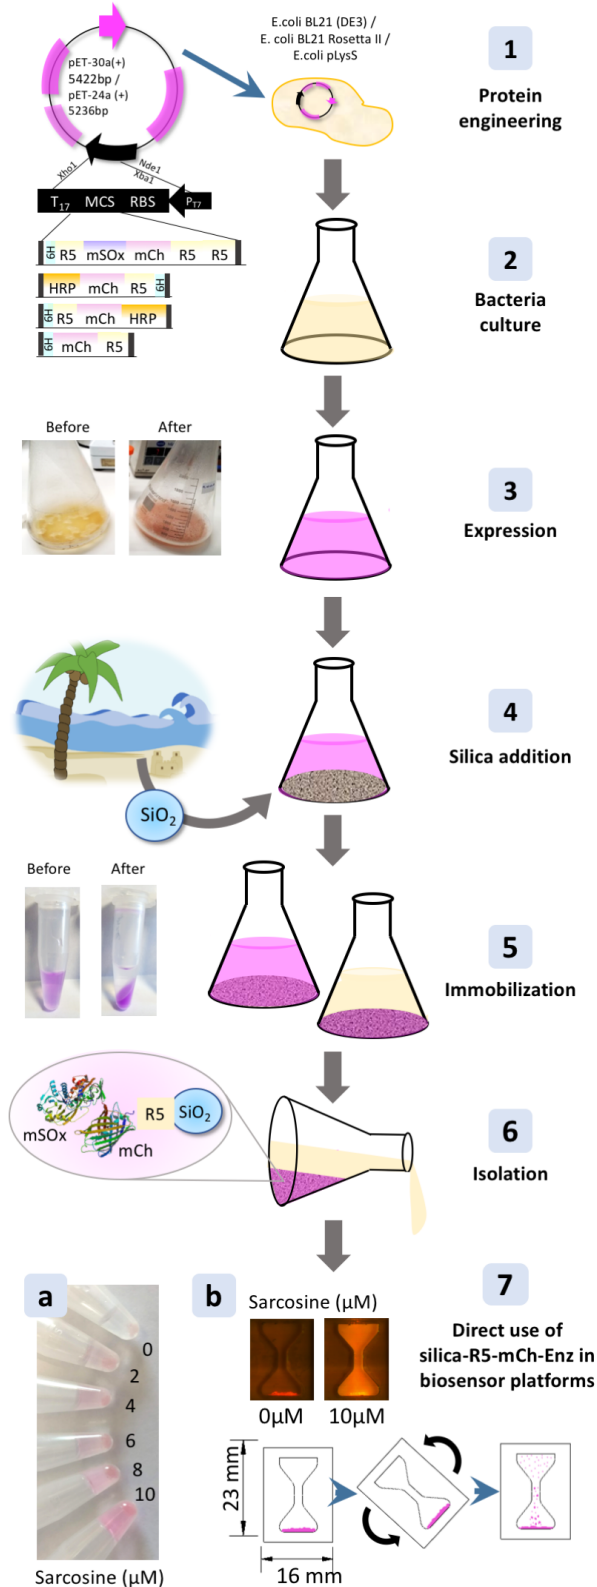 E.coli BL21 (DE3) /
E. coli BL21 Rosetta II /
E.coli pLysS
pET-30a(+)
5422bp /
pET-24a (+)
5236bp
Xho1
Nde1
Xba1
T17 MCS RBS PT7
6H R5 mSOx mCh R5 R5
HRP mCh R5 6H
6H R5 mCh HRP
6H mCh R5
1
Protein
engineering
2
Bacteria
culture
Before After
3
Expression
SiO2
4
Silica addition
Before After
5
Immobilization
mSOx
mCh
R5
SiO2
6
Isolation
7
Direct use of
silica-R5-mCh-Enz in
biosensor platforms
a
0
2
4
6
8
10
Sarcosine (µM)
b
Sarcosine (µM)
0µM 10µM
23 mm
16 mm